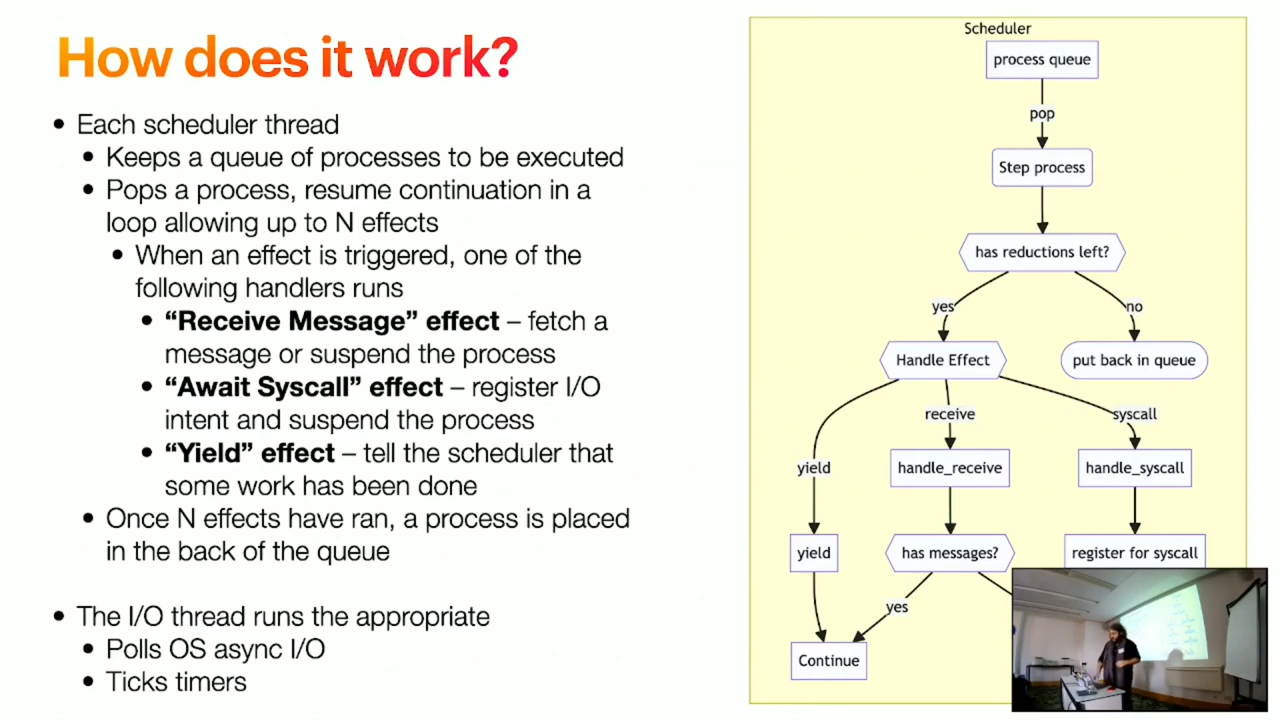 How does it work?
• Each scheduler thread
• Keeps a queue of processes to be executed
• Pops a process, resume continuation in a
loop allowing up to N effects
• When an effect is triggered, one of the
following handlers runs
• “Receive Message” effect – fetch a
message or suspend the process
• “Await Syscall” effect – register I/O
intent and suspend the process
• “Yield” effect – tell the scheduler that
some work has been done
• Once N effects have ran, a process is placed
in the back of the queue
• The I/O thread runs the appropriate
• Polls OS async I/O
• Ticks timers
Scheduler
process queue
pop
Step process
has reductions left?
yes
no
Handle Effect
put back in queue
receive
syscall
yield
handle_receive
handle_syscall
yield
has messages?
register for syscall
yes
Continue